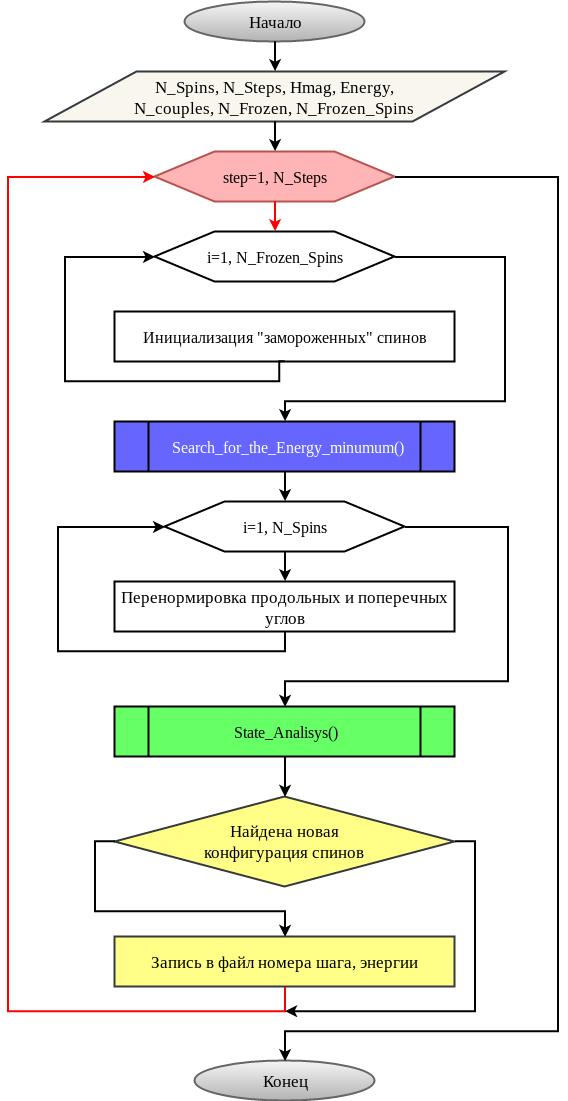 Начало
N_Spins, N_Steps, Hmag, Energy,
N_couples, N_Frozen, N_Frozen_Spins
step=1, N_Steps
i=1, N_Frozen_Spins
Инициализация "замороженных" спинов
Search_for_the_Energy_minumum()
i=1, N_Spins
Перенормировка продольных и поперечных
углов
State_Analisys()
Найдена новая
конфигурация спинов
Запись в файл номера шага, энергии
Конец